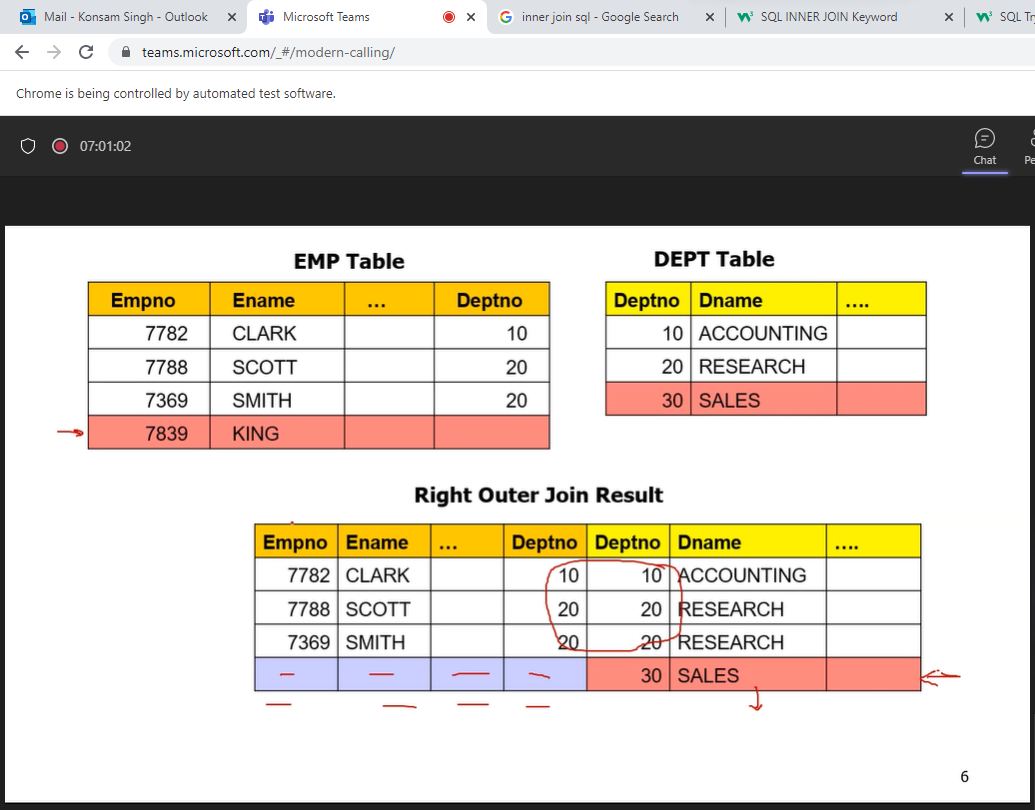 Mail - Konsam Singh - Outlook Microsoft Teams inner join sql - Google Search SQL INNER JOIN Keyword SQL Tr
teams.microsoft.com/_#/modern-calling/
Chrome is being controlled by automated test software.
07:01:02
Chat Pe
EMP Table
Empno Ename ... Deptno
7782 CLARK 10
7788 SCOTT 20
7369 SMITH 20
7839 KING
DEPT Table
Deptno Dname ....
10 ACCOUNTING
20 RESEARCH
30 SALES
Right Outer Join Result
Empno Ename ... Deptno Deptno Dname ....
7782 CLARK 10 10 ACCOUNTING
7788 SCOTT 20 20 RESEARCH
7369 SMITH 20 20 RESEARCH
30 SALES
6